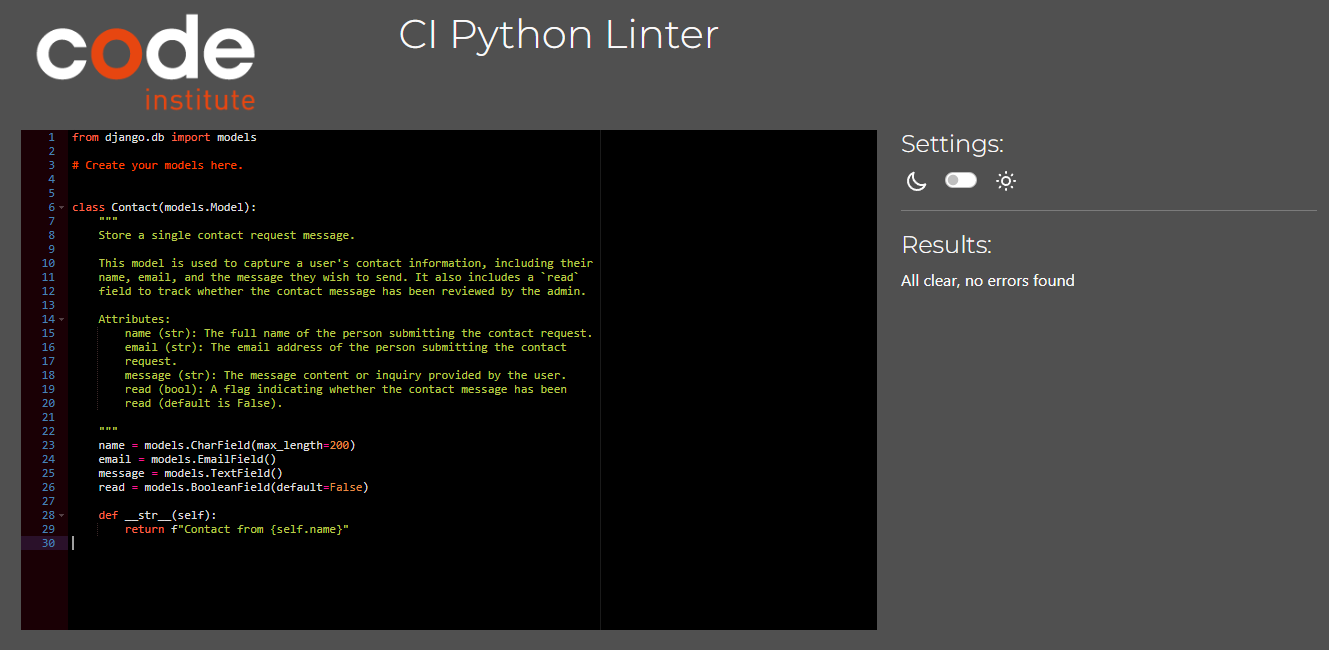 code
institute
CI Python Linter
1 from django.db import models
2
3 # Create your models here.
4
5
6 class Contact(models.Model):
7     """
8     Store a single contact request message.
9
10     This model is used to capture a user's contact information, including their
11     name, email, and the message they wish to send. It also includes a `read`
12     field to track whether the contact message has been reviewed by the admin.
13
14     Attributes:
15         name (str): The full name of the person submitting the contact request.
16         email (str): The email address of the person submitting the contact
17         request.
18         message (str): The message content or inquiry provided by the user.
19         read (bool): A flag indicating whether the contact message has been
20         read (default is False).
21
22     """
23     name = models.CharField(max_length=200)
24     email = models.EmailField()
25     message = models.TextField()
26     read = models.BooleanField(default=False)
27
28     def __str__(self):
29         return f"Contact from {self.name}"
30
Settings:
Results:
All clear, no errors found